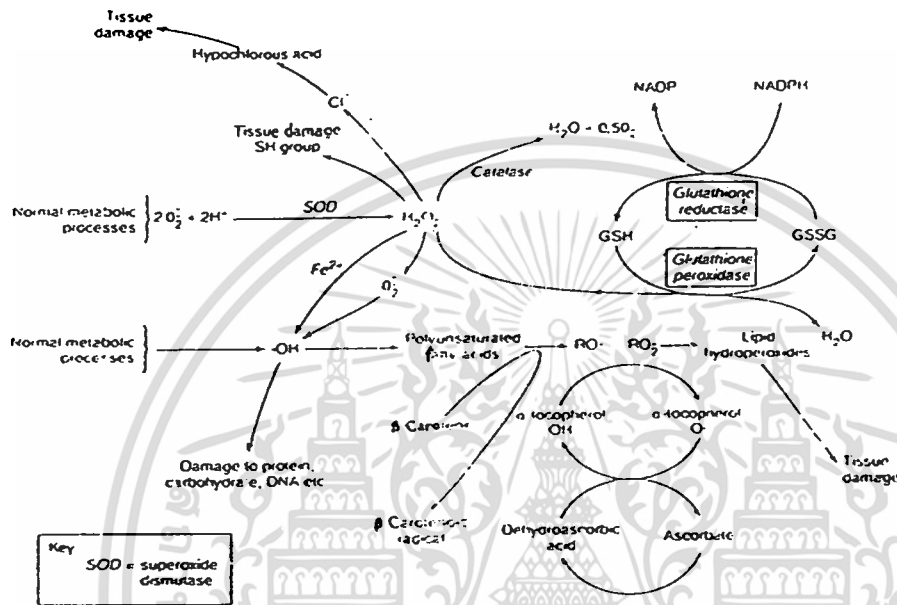 Tissue
damage
Hypochlorous acid
Cl⁻
Tissue damage
SH group
H₂O + 0.5O₂
Catalase
NADP
NADPH
Glutathione
reductase
GSH
GSSG
Glutathione
peroxidase
H₂O
Normal metabolic
processes
2 O₂⁻ + 2H⁺
SOD
H₂O₂
Fe²⁺
O₂⁻
Normal metabolic
processes
·OH
Polyunsaturated
fatty acids
RO·
RO₂·
Lipid
hydroperoxides
β Carotene
α tocopherol
OH
α tocopherol
O·
Damage to protein,
carbohydrate, DNA etc
Tissue
damage
β Carotenoid
radical
Dehydroascorbic
acid
Ascorbate
Key
SOD = superoxide
dismutase